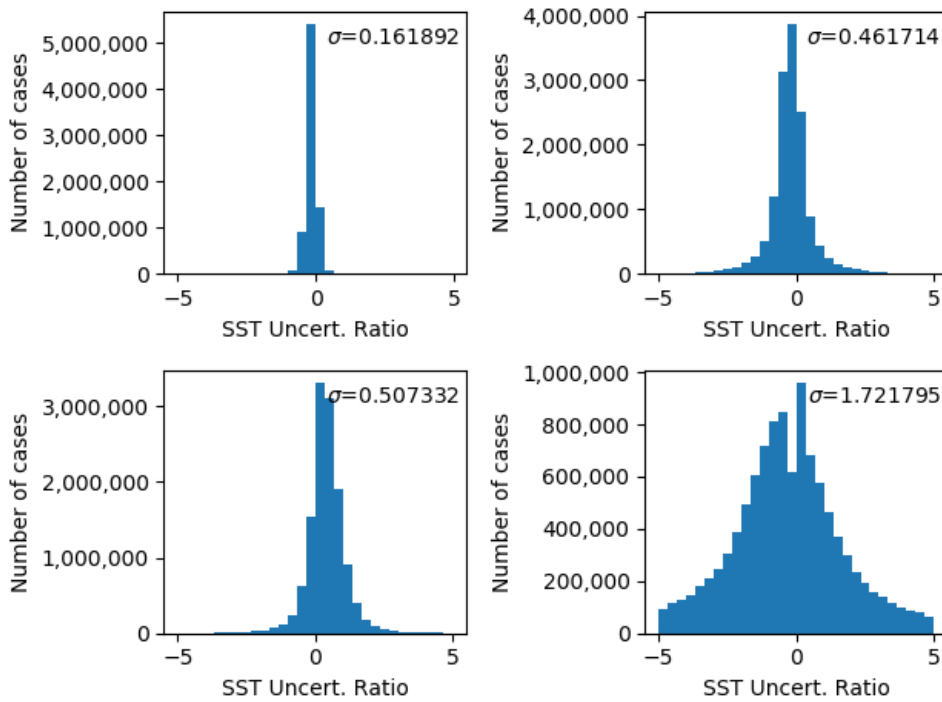 5,000,000
4,000,000
3,000,000
2,000,000
1,000,000
0
Number of cases
σ=0.161892
−5 0 5
SST Uncert. Ratio
4,000,000
3,000,000
2,000,000
1,000,000
0
Number of cases
σ=0.461714
−5 0 5
SST Uncert. Ratio
3,000,000
2,000,000
1,000,000
0
Number of cases
σ=0.507332
−5 0 5
SST Uncert. Ratio
1,000,000
800,000
600,000
400,000
200,000
0
Number of cases
σ=1.721795
−5 0 5
SST Uncert. Ratio